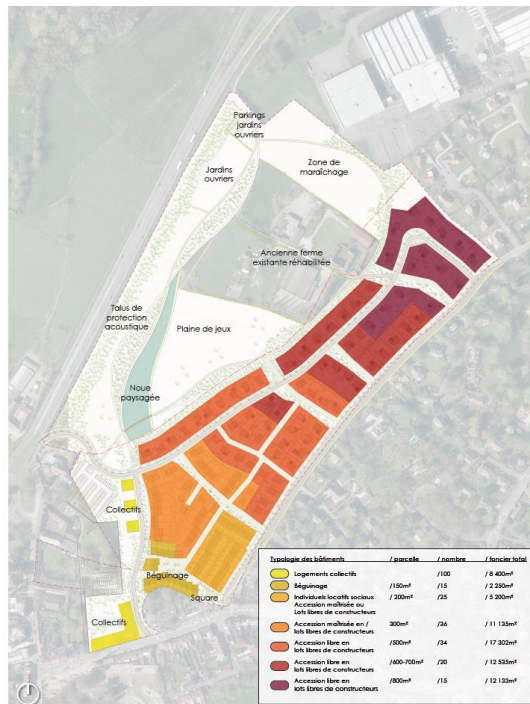 Parkings
jardins
ouvriers
Jardins
ouvriers
Zone de
maraîchage
Ancienne ferme
existante réhabilitée
Talus de
protection
acoustique
Plaine de jeux
Noue
paysagée
Collectifs
Béguinage
Square
Collectifs
Typologie des bâtiments / parcelle / nombre / foncier total
Logements collectifs /100 / 8 400m²
Béguinage /150m² /15 / 2 250m²
Individuels locatifs sociaux / 200m² /25 / 5 200m²
Accession maîtrisée ou
Lots libres de constructeurs
Accession maîtrisée en / 300m² /36 / 11 135m²
lots libres de constructeurs
Accession libre en /500m² /34 / 17 302m²
lots libres de constructeurs
Accession libre en /600-700m² /20 / 12 535m²
lots libres de constructeurs
Accession libre en /800m² /15 / 12 133m²
lots libres de constructeurs